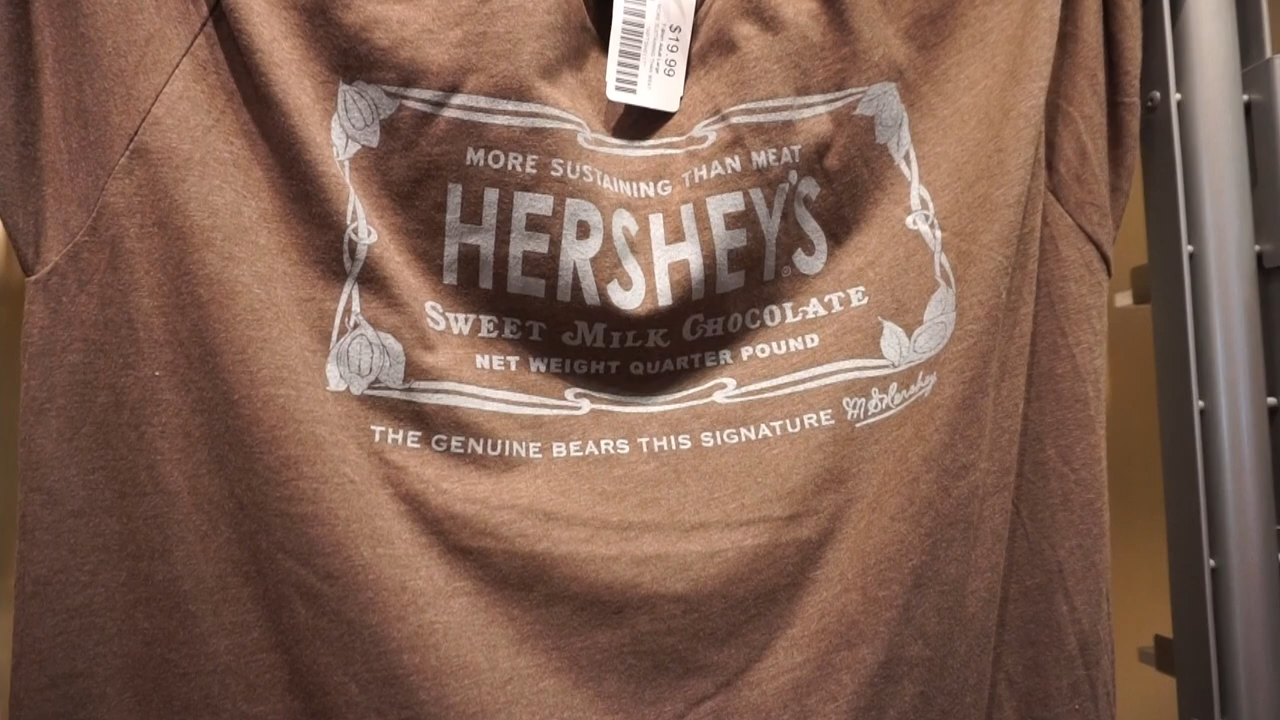 $19.99
MORE SUSTAINING THAN MEAT
HERSHEY'S®
SWEET MILK CHOCOLATE
NET WEIGHT QUARTER POUND
THE GENUINE BEARS THIS SIGNATURE M.S. Hershey